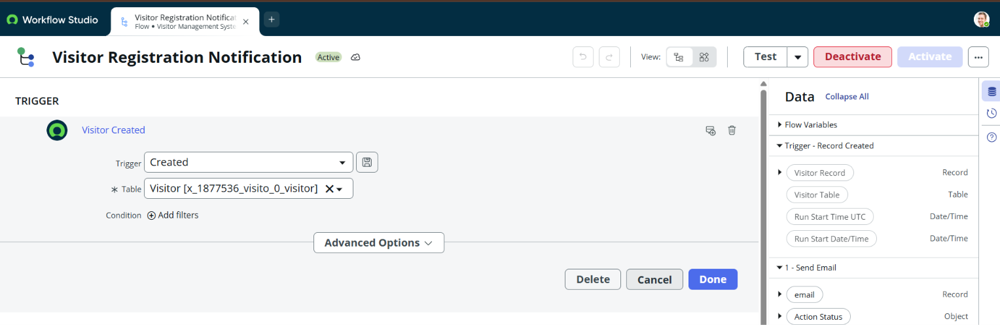 Workflow Studio
Visitor Registration Notificat
Flow • Visitor Management Syste
Visitor Registration Notification
Active
View:
Test
Deactivate
Activate
TRIGGER
Visitor Created
Trigger
Created
* Table
Visitor [x_1877536_visito_0_visitor]
Condition
Add filters
Advanced Options
Delete
Cancel
Done
Data
Collapse All
Flow Variables
Trigger - Record Created
Visitor Record
Record
Visitor Table
Table
Run Start Time UTC
Date/Time
Run Start Date/Time
Date/Time
1 - Send Email
email
Record
Action Status
Object